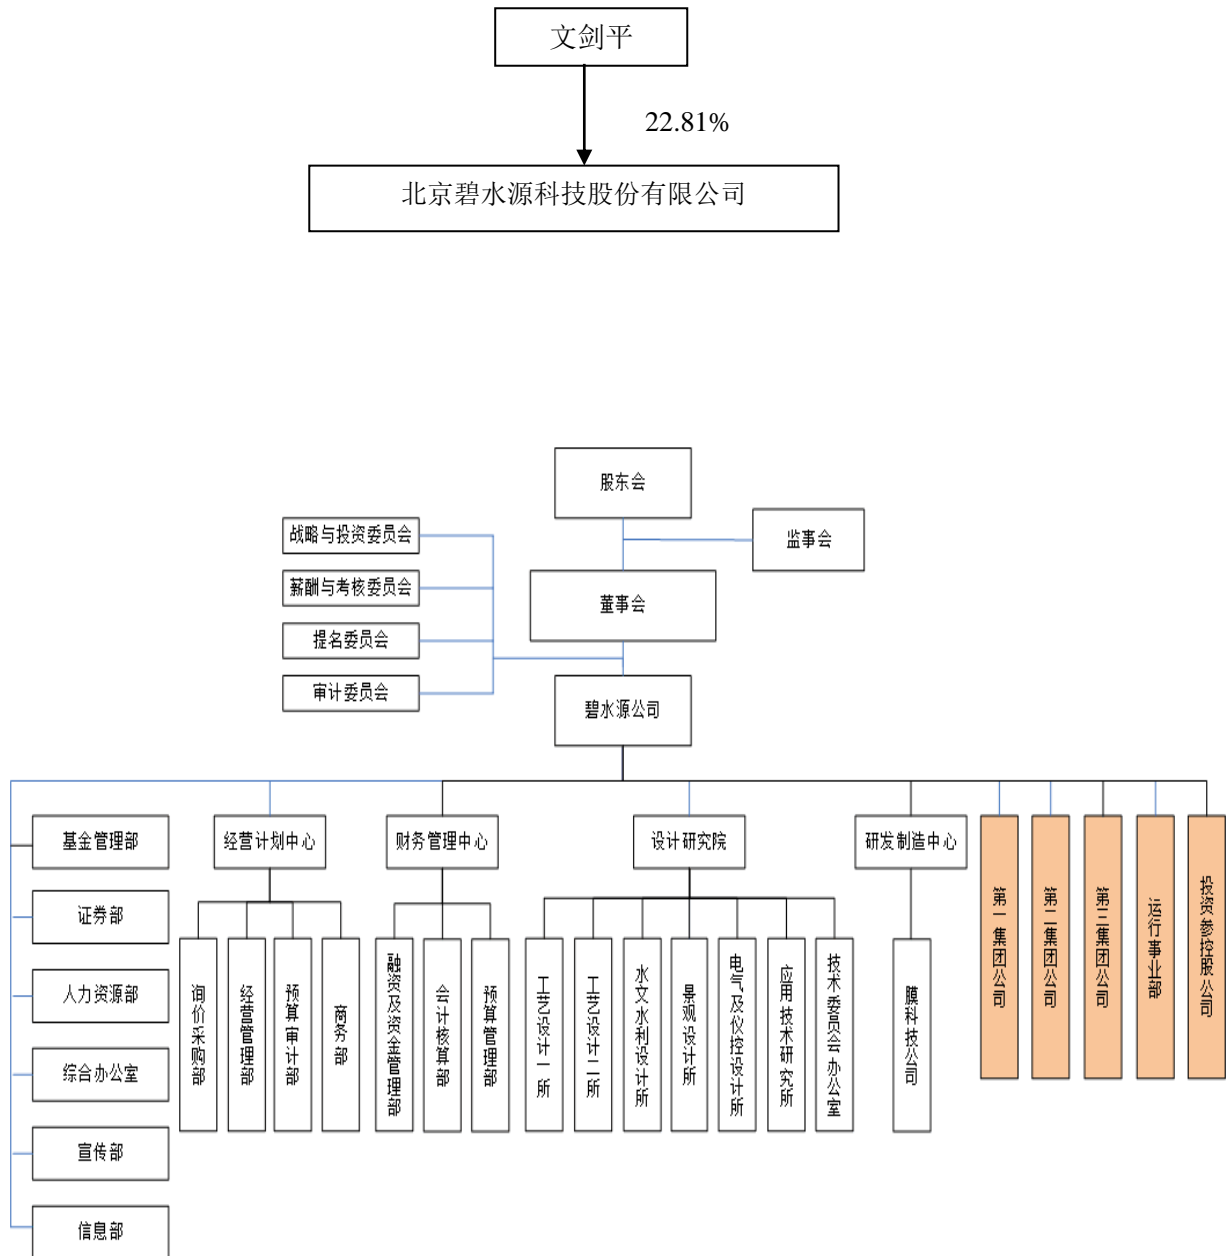 文剑平
22.81%
北京碧水源科技股份有限公司
股东会
监事会
战略与投资委员会
薪酬与考核委员会
提名委员会
审计委员会
董事会
碧水源公司
基金管理部
证券部
人力资源部
综合办公室
宣传部
信息部
经营计划中心
询价采购部
经营管理部
预算审计部
商务部
财务管理中心
融资及资金管理部
会计核算部
预算管理部
设计研究院
工艺设计一所
工艺设计二所
水文水利设计所
景观设计所
电气及仪控设计所
应用技术研究所
技术委员会办公室
研发制造中心
膜科技公司
第一集团公司
第二集团公司
第三集团公司
运行事业部
投资参控股公司